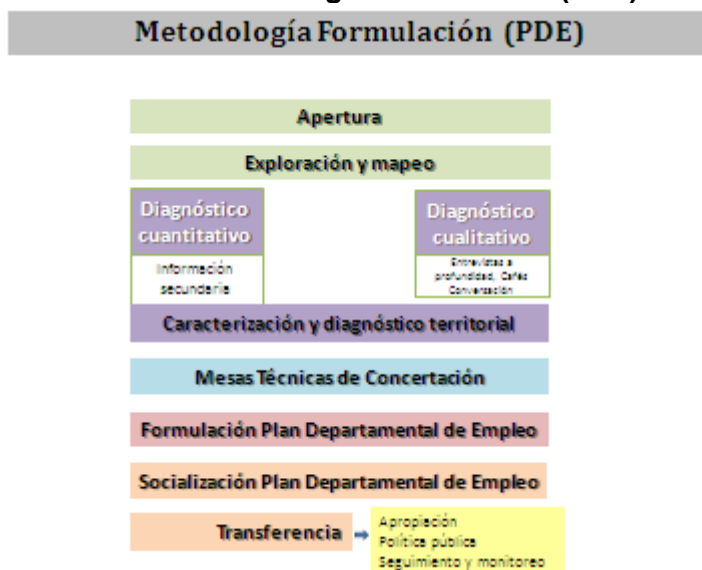 Metodología Formulación (PDE)
Apertura
Exploración y mapeo
Diagnóstico
cuantitativo
Información
secundaria
Diagnóstico
cualitativo
Entrevistas a
profundidad, Cafés
Conversación
Caracterización y diagnóstico territorial
Mesas Técnicas de Concertación
Formulación Plan Departamental de Empleo
Socialización Plan Departamental de Empleo
Transferencia
Apropiación
Política pública
Seguimiento y monitoreo